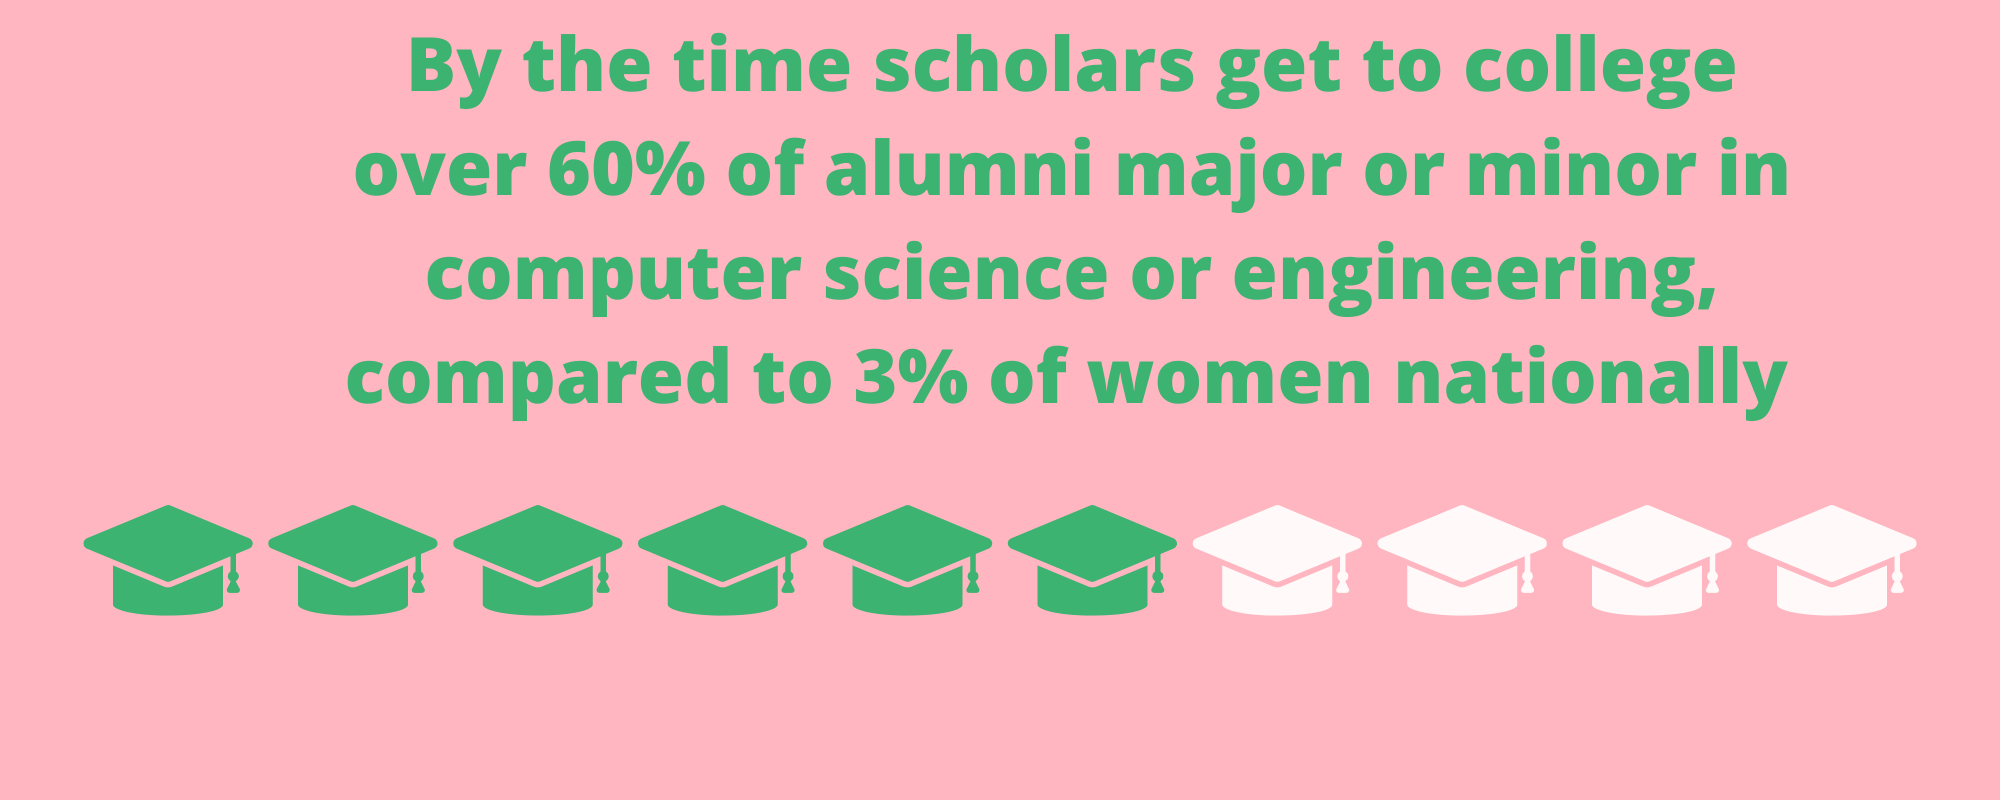 By the time scholars get to college
over 60% of alumni major or minor in
computer science or engineering,
compared to 3% of women nationally